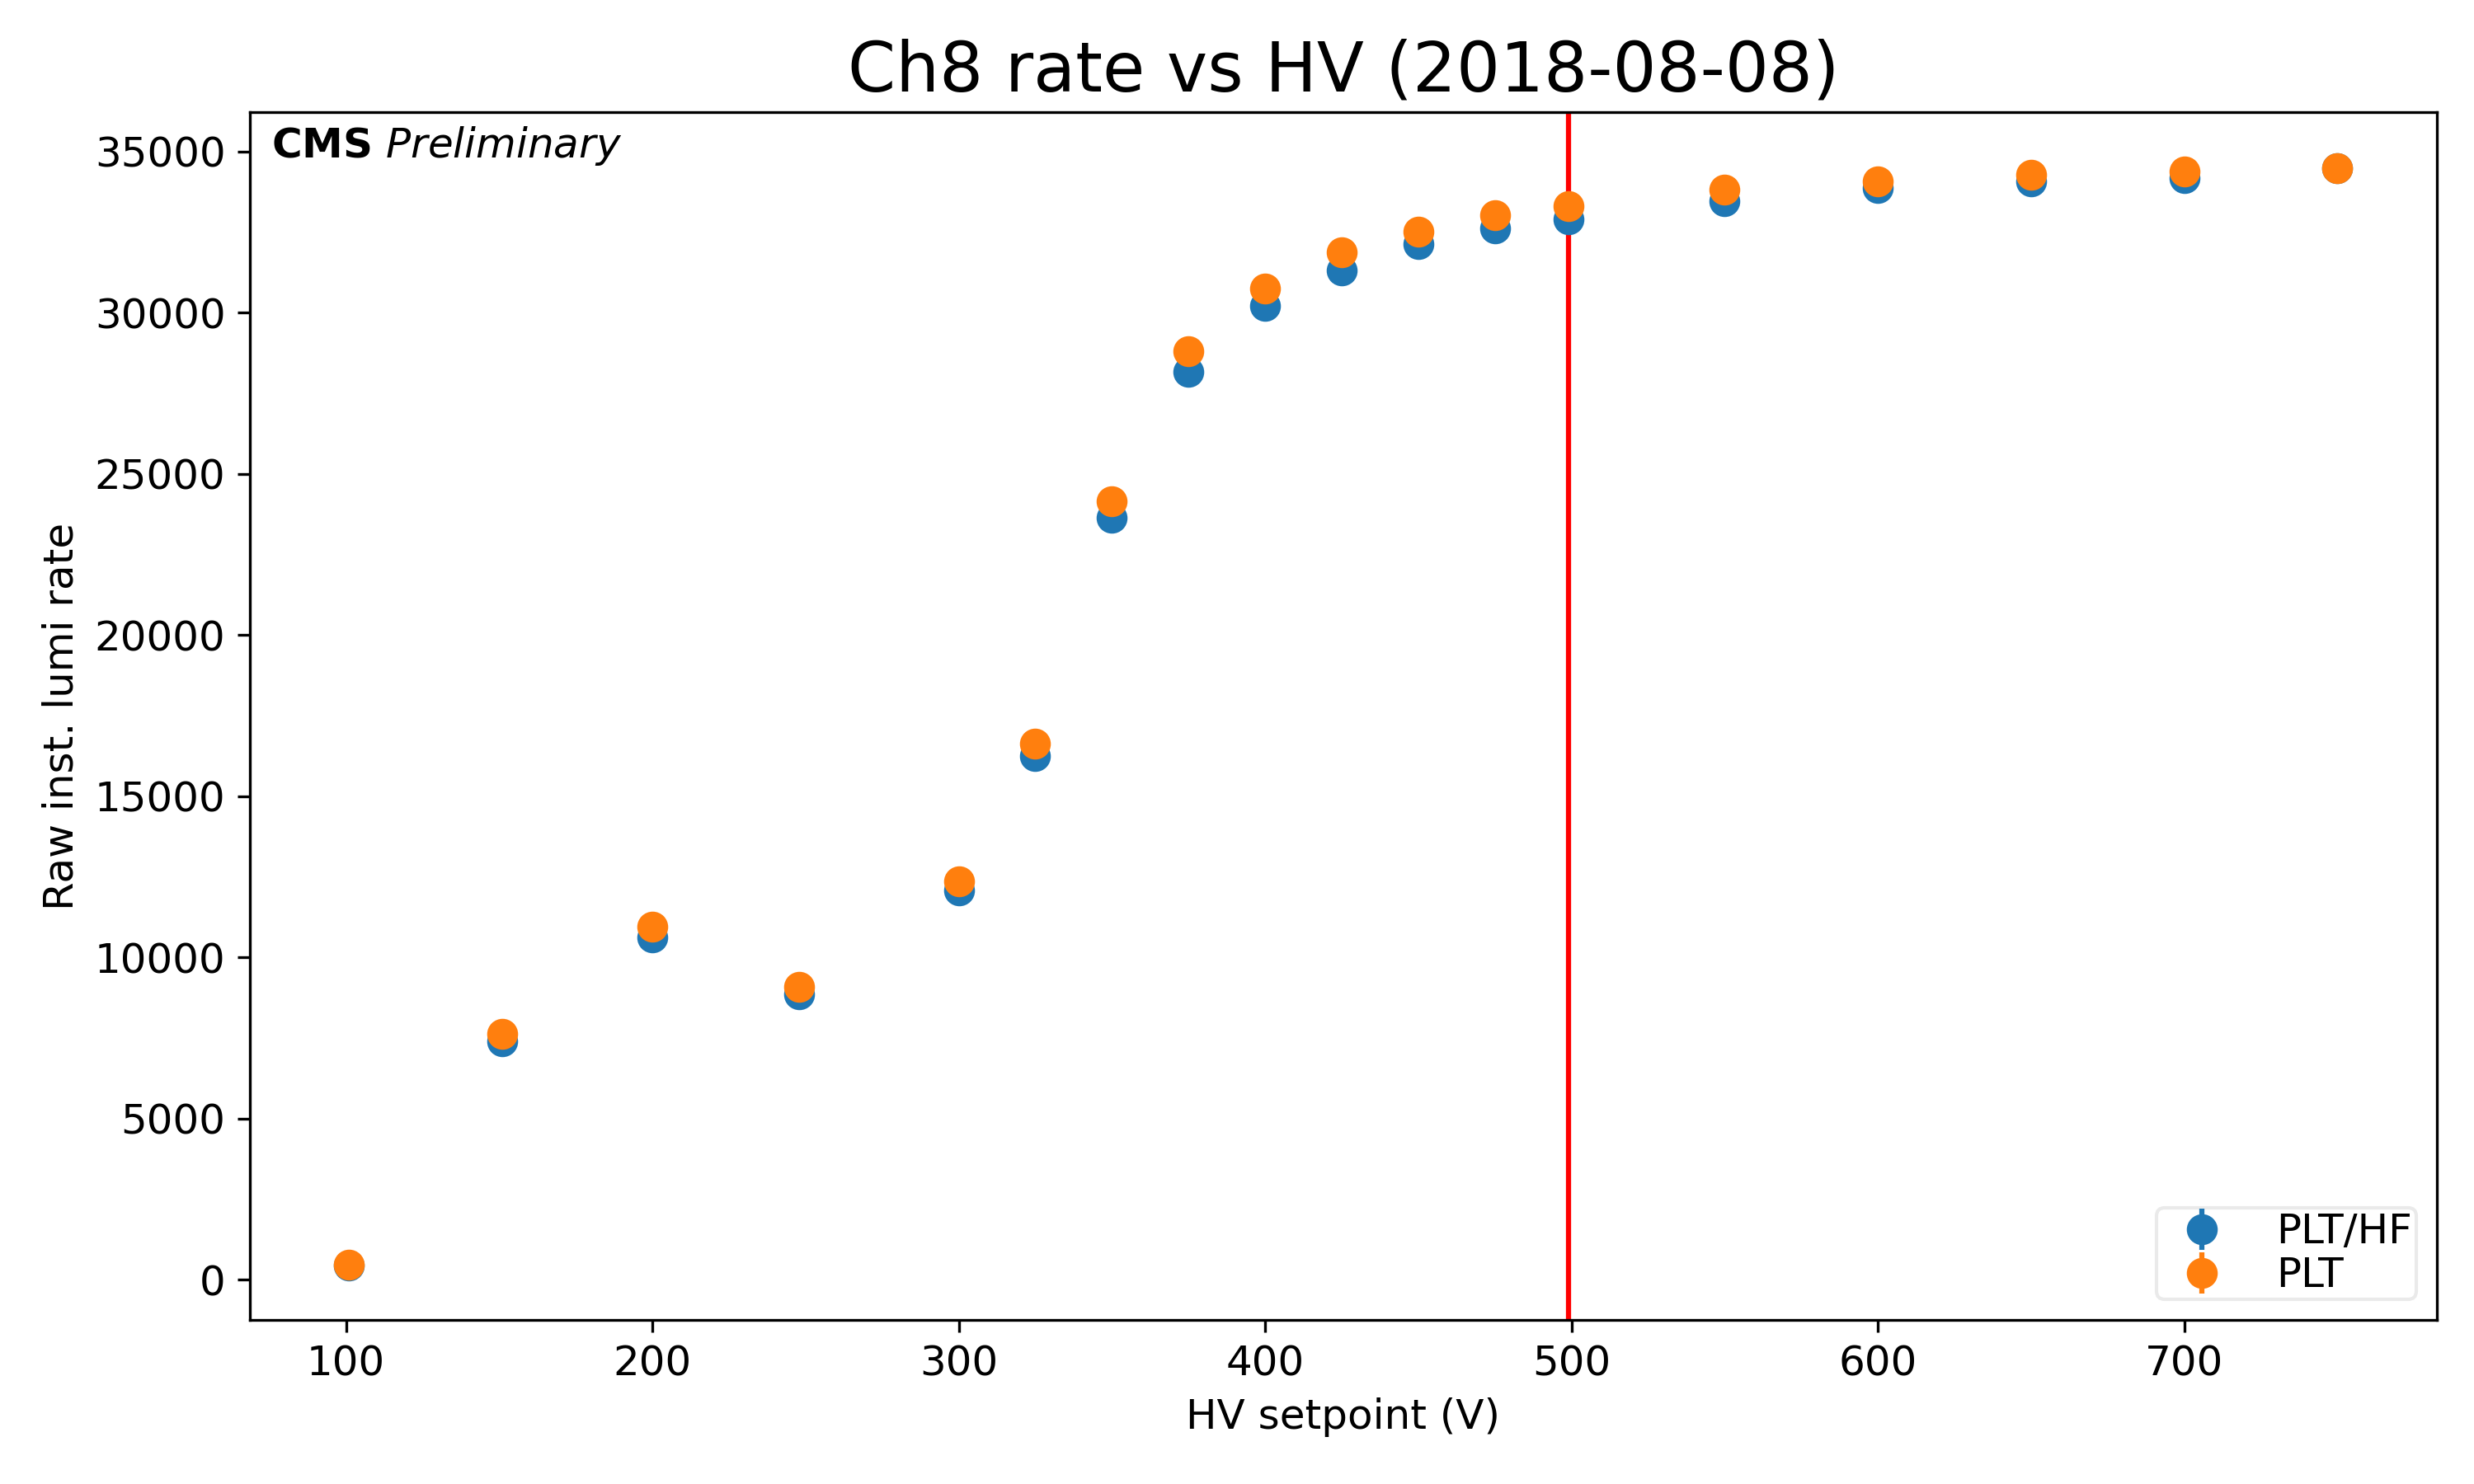 Ch8 rate vs HV (2018-08-08)
CMS Preliminary
35000
30000
25000
20000
15000
10000
5000
0
Raw inst. lumi rate
PLT/HF
PLT
100 200 300 400 500 600 700
HV setpoint (V)